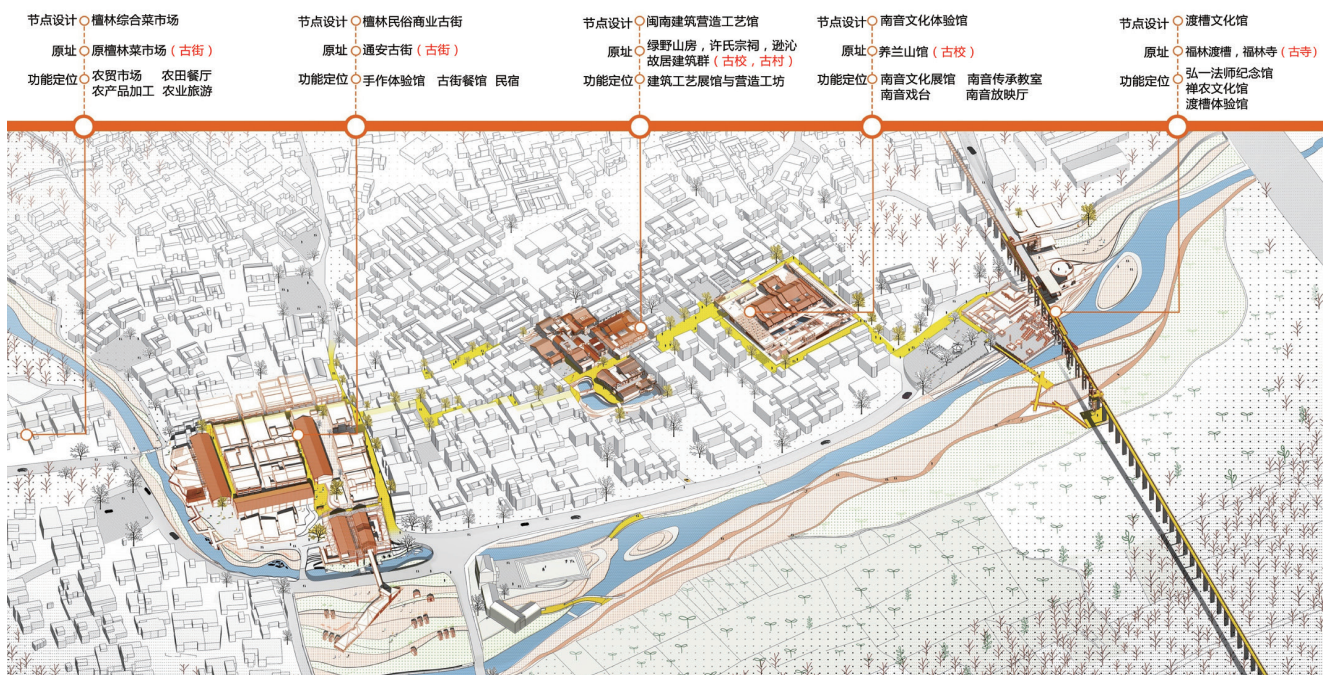 节点设计 檀林综合菜市场
原址 原檀林菜市场(古街)
功能定位 农贸市场 农田餐厅
农产品加工 农业旅游
节点设计 檀林民俗商业古街
原址 通安古街(古街)
功能定位 手作体验馆 古街餐馆 民宿
节点设计 闽南建筑营造工艺馆
原址 绿野山房，许氏宗祠，逊沁
故居建筑群(古校，古村)
功能定位 建筑工艺展馆与营造工坊
节点设计 南音文化体验馆
原址 养兰山馆(古校)
功能定位 南音文化展馆 南音传承教室
南音戏台 南音放映厅
节点设计 渡槽文化馆
原址 福林渡槽，福林寺(古寺)
功能定位 弘一法师纪念馆
禅农文化馆
渡槽体验馆